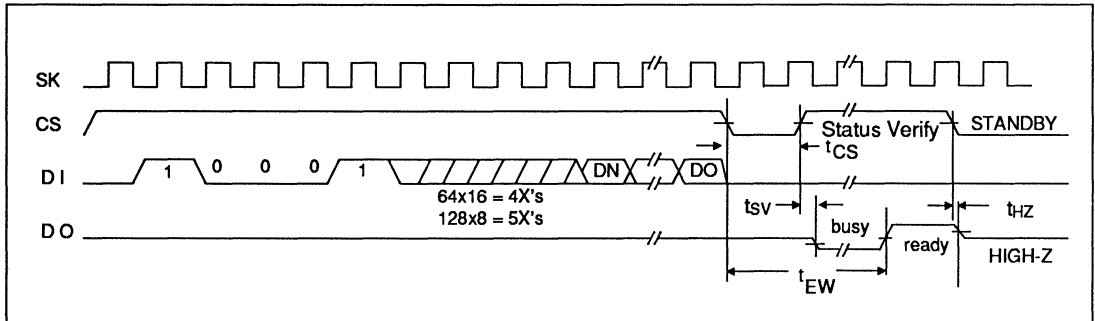 SK
CS
Status Verify
STANDBY
tCS
DI
1
0
0
0
1
DN
DO
64x16 = 4X's
128x8 = 5X's
tSV
tHZ
DO
busy
ready
HIGH-Z
tEW